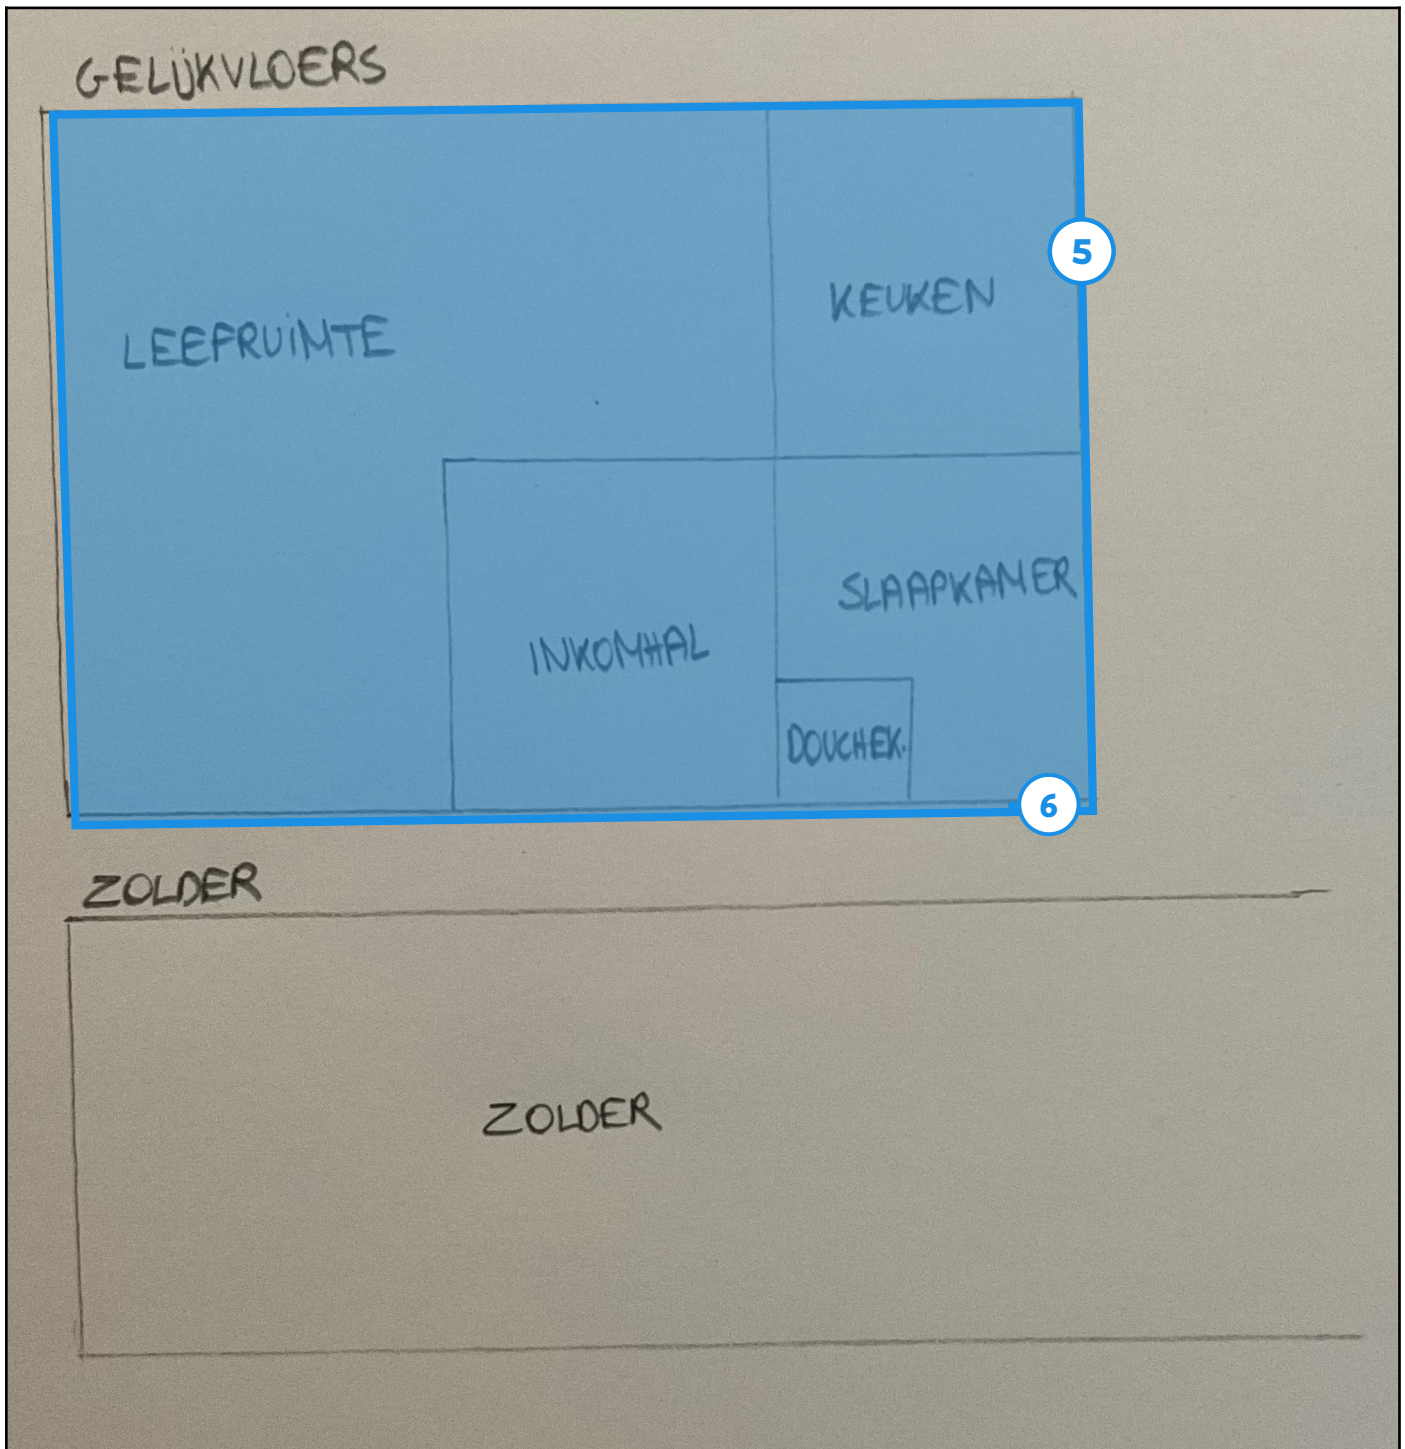 GELIJKVLOERS
KEUKEN
5
LEEFRUIMTE
SLAAPKAMER
INKOMHAL
DOUCHEK.
6
ZOLDER
ZOLDER